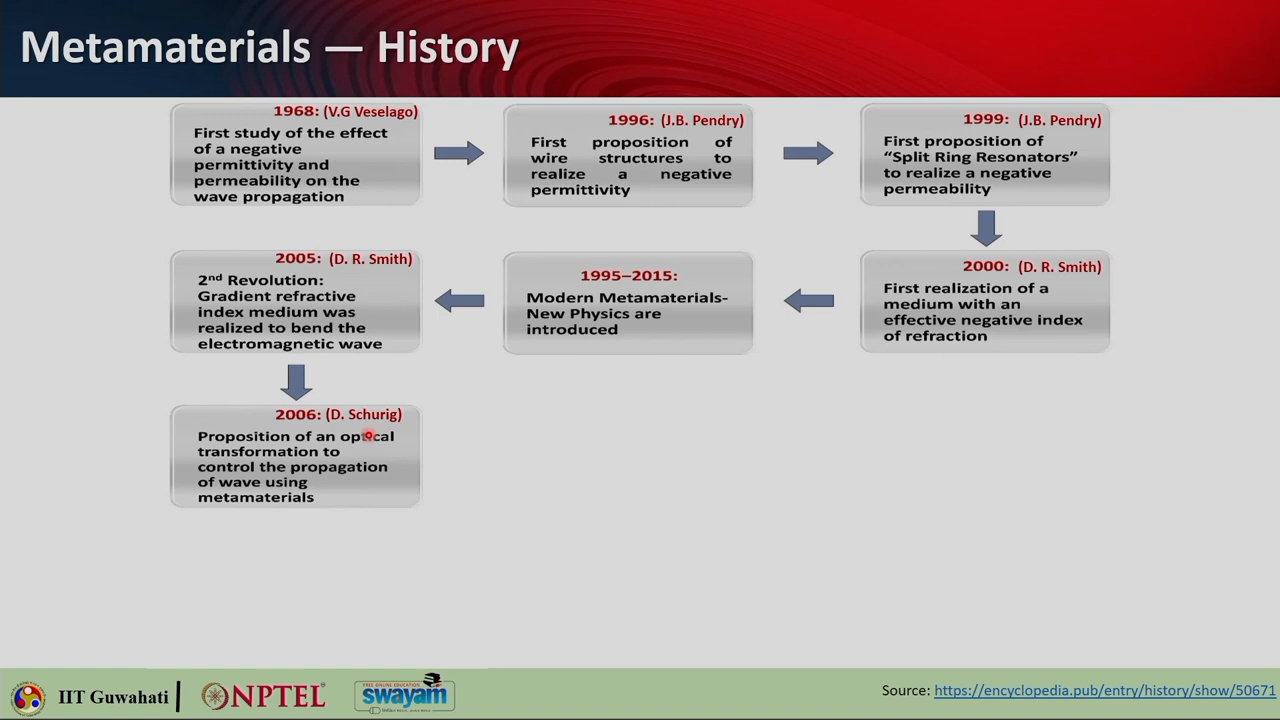 Metamaterials — History
1968: (V.G Veselago)
First study of the effect
of a negative
permittivity and
permeability on the
wave propagation
1996: (J.B. Pendry)
First proposition of
wire structures to
realize a negative
permittivity
1999: (J.B. Pendry)
First proposition of
“Split Ring Resonators”
to realize a negative
permeability
2000: (D. R. Smith)
First realization of a
medium with an
effective negative index
of refraction
1995–2015:
Modern Metamaterials-
New Physics are
introduced
2005: (D. R. Smith)
2nd Revolution:
Gradient refractive
index medium was
realized to bend the
electromagnetic wave
2006: (D. Schurig)
Proposition of an optical
transformation to
control the propagation
of wave using
metamaterials
IIT Guwahati
NPTEL
FREE ONLINE EDUCATION
swayam
Source: https://encyclopedia.pub/entry/history/show/50671